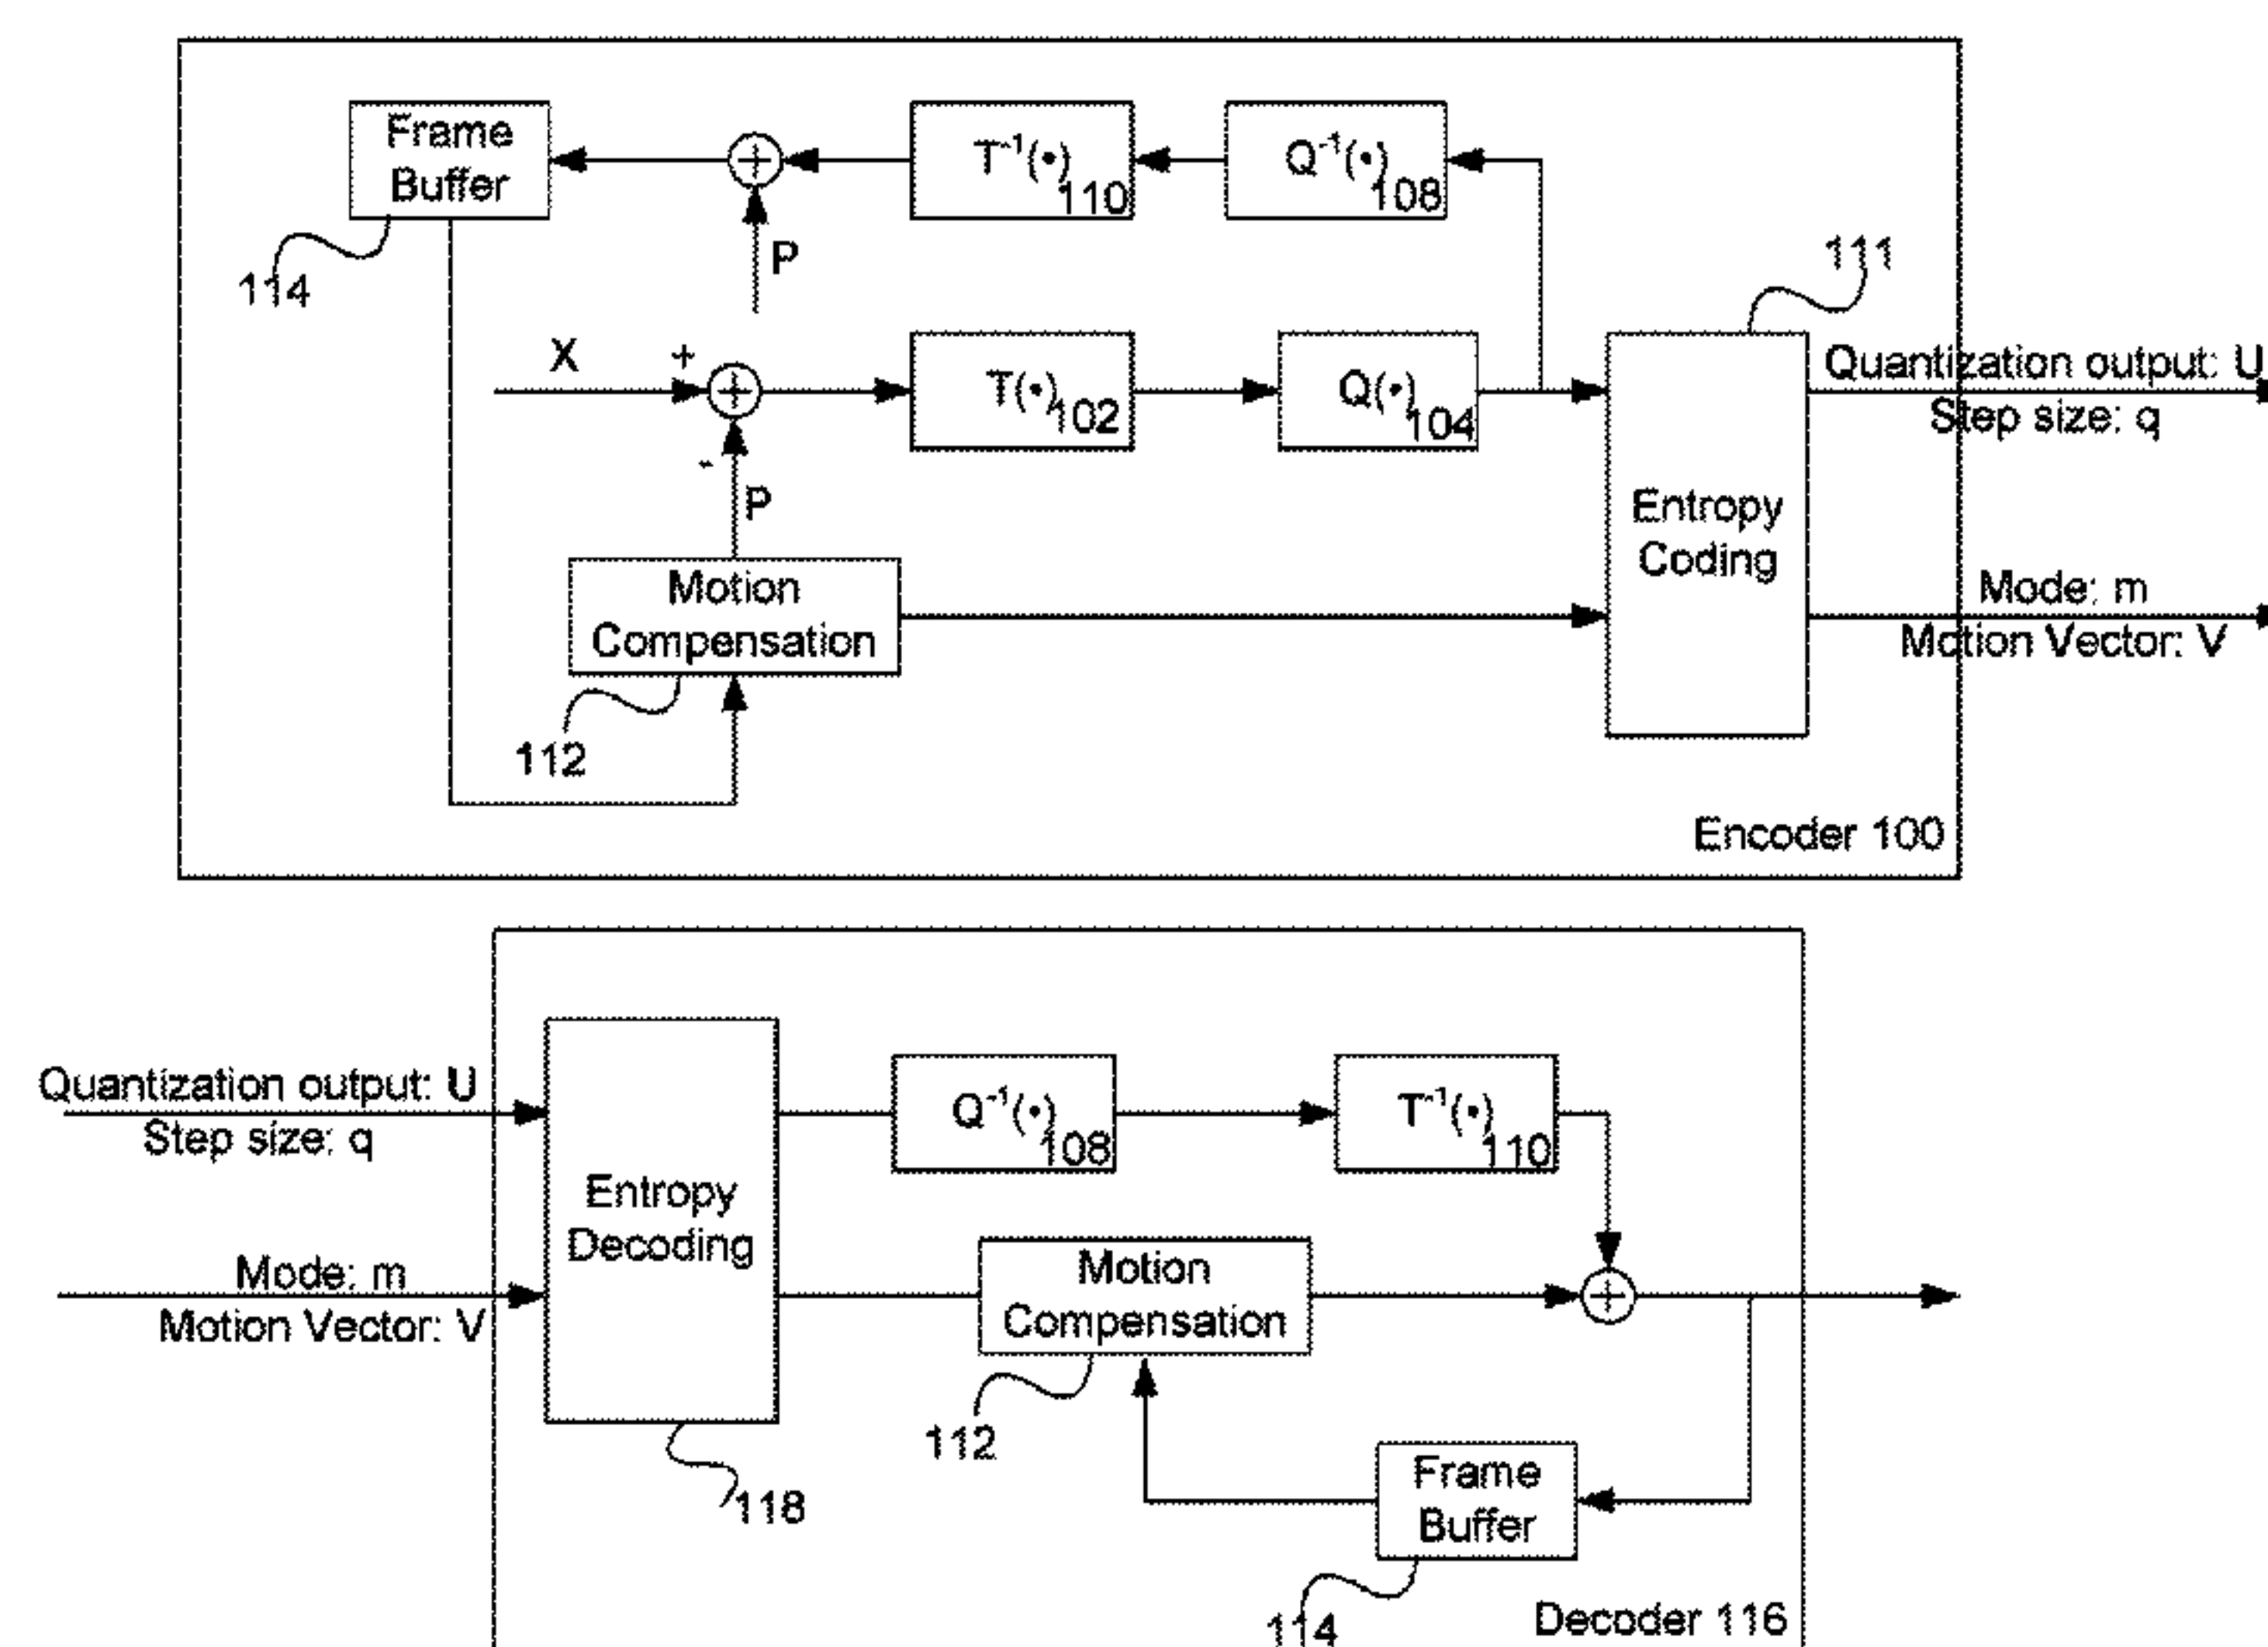 Frame
Buffer
114
P
T⁻¹(•)
110
Q⁻¹(•)
108
111
X
+
-
P
T(•)
102
Q(•)
104
Entropy
Coding
Quantization output: U
Step size: q
Motion
Compensation
112
Mode: m
Motion Vector: V
Encoder 100
Quantization output: U
Step size: q
Mode: m
Motion Vector: V
Entropy
Decoding
118
Q⁻¹(•)
108
T⁻¹(•)
110
Motion
Compensation
112
Frame
Buffer
114
Decoder 116